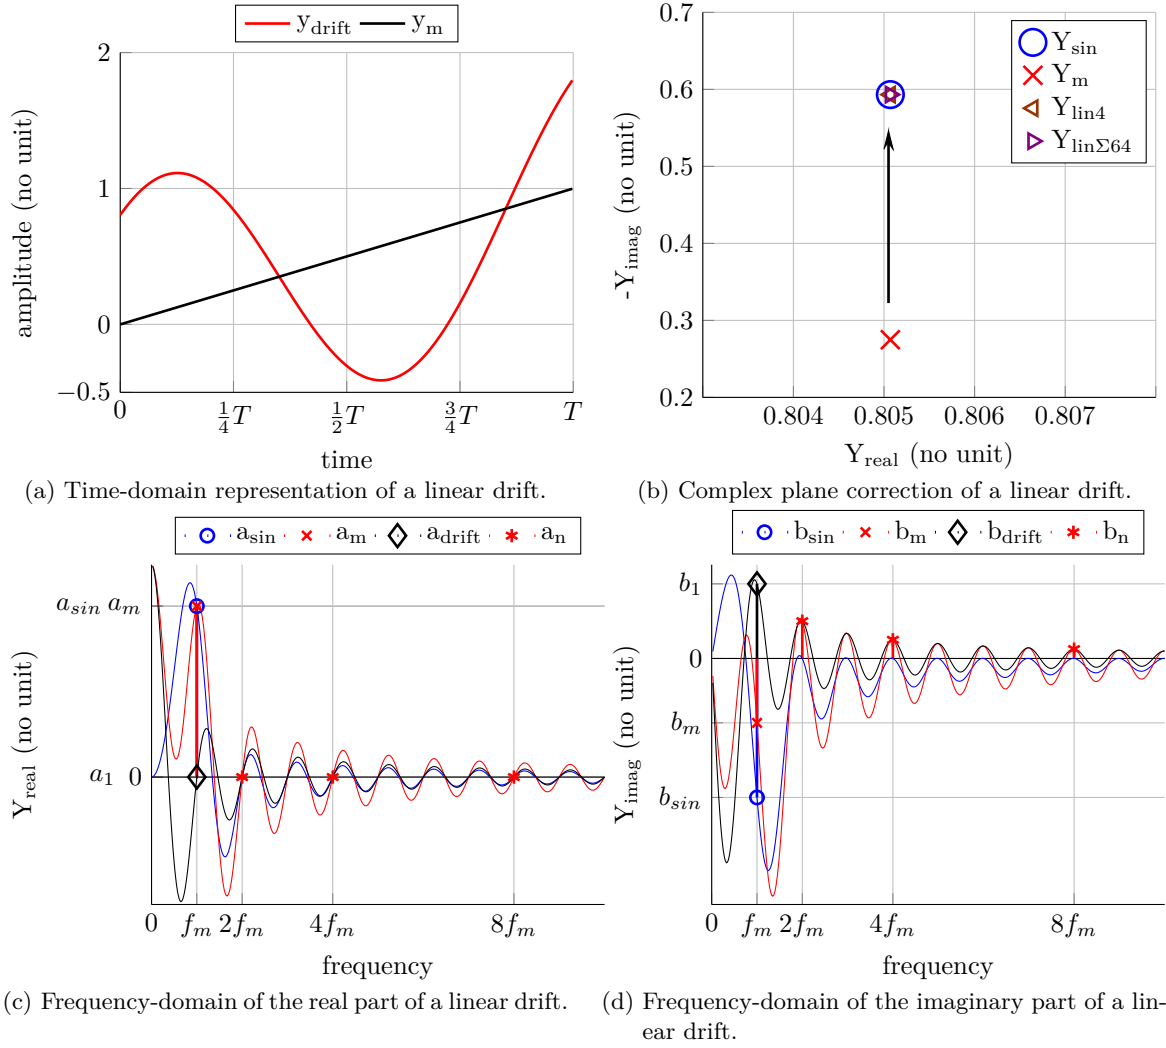 y_drift y_m
2
1
0
−0.5
amplitude (no unit)
0 1/4 T 1/2 T 3/4 T T
time
(a) Time-domain representation of a linear drift.
Y_sin
Y_m
Y_lin4
Y_linΣ64
0.7
0.6
0.5
0.4
0.3
0.2
-Y_imag (no unit)
0.804 0.805 0.806 0.807
Y_real (no unit)
(b) Complex plane correction of a linear drift.
a_sin a_m a_drift a_n
a_sin a_m
a_1 0
Y_real (no unit)
0 f_m 2f_m 4f_m 8f_m
frequency
(c) Frequency-domain of the real part of a linear drift.
b_sin b_m b_drift b_n
b_1
0
b_m
b_sin
Y_imag (no unit)
0 f_m 2f_m 4f_m 8f_m
frequency
(d) Frequency-domain of the imaginary part of a lin-
ear drift.